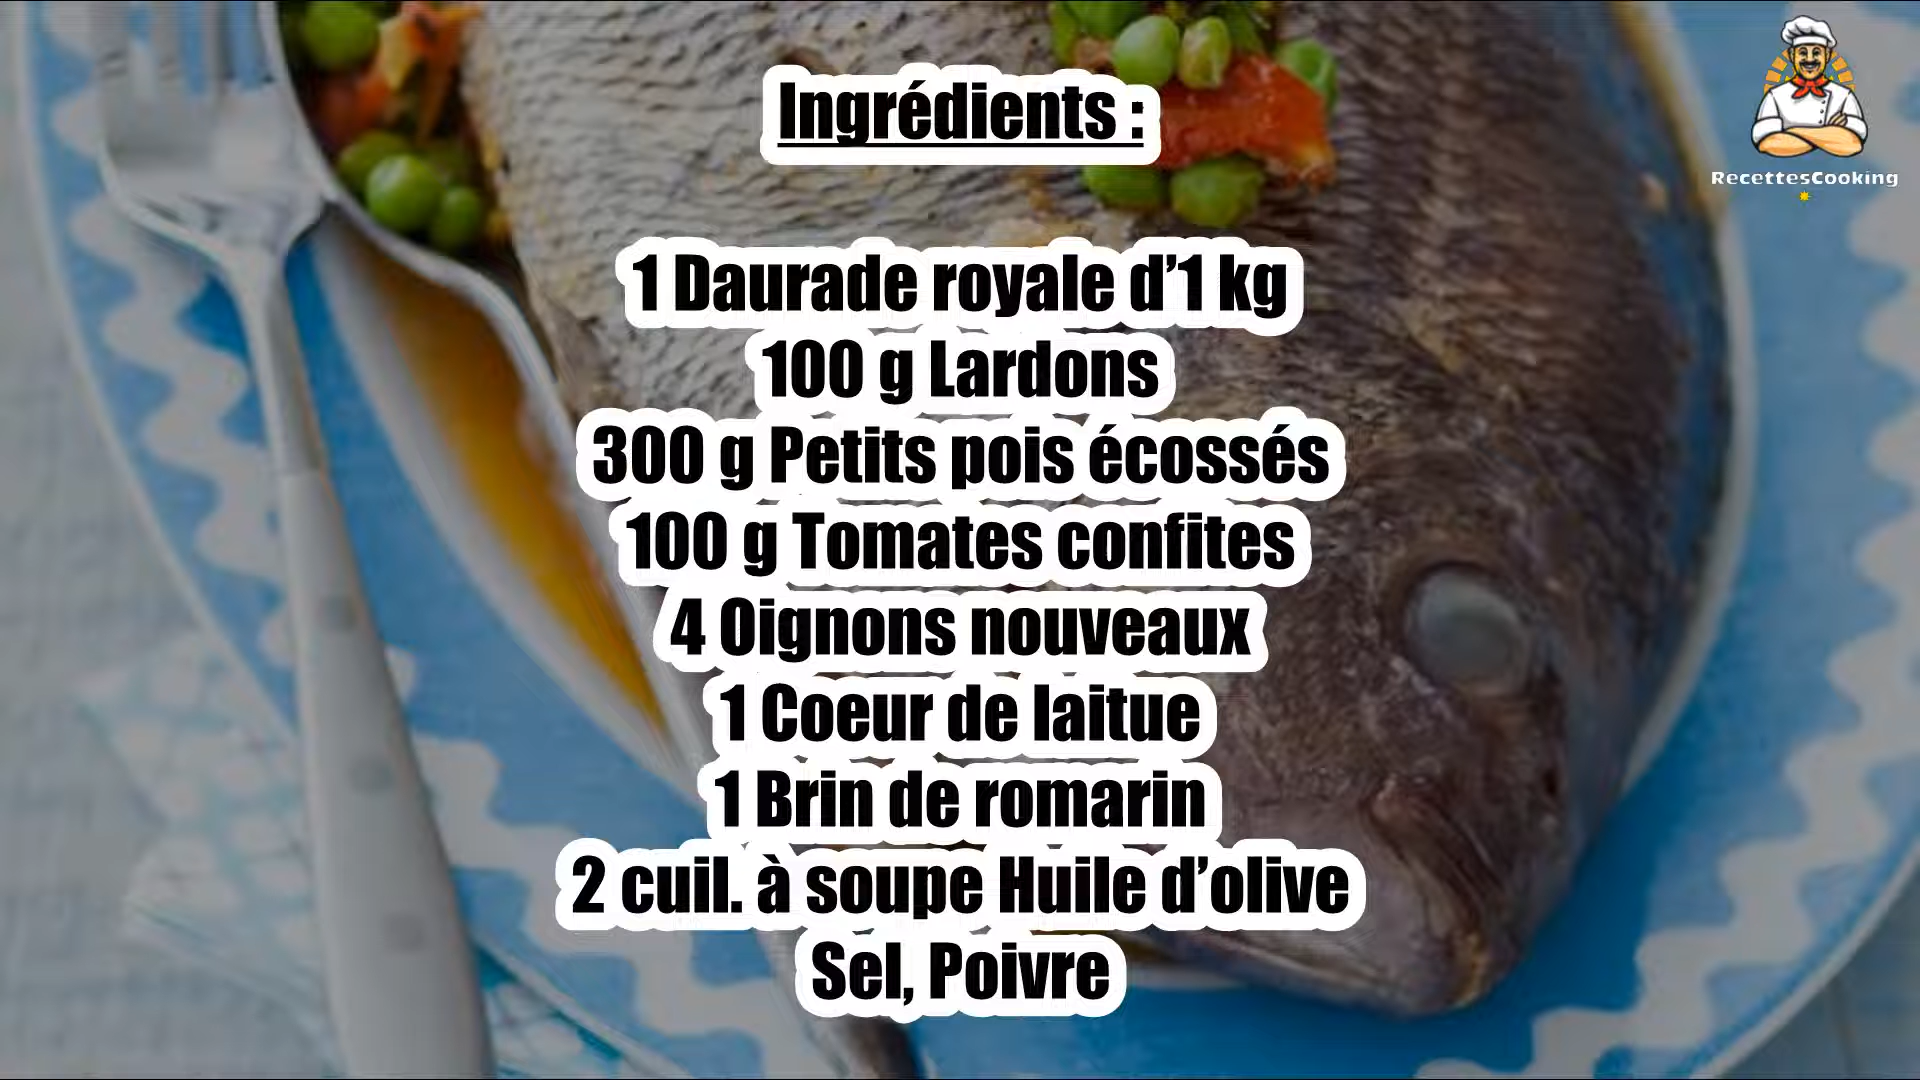 Ingrédients :
RecettesCooking
1 Daurade royale d’1 kg
100 g Lardons
300 g Petits pois écossés
100 g Tomates confites
4 Oignons nouveaux
1 Coeur de laitue
1 Brin de romarin
2 cuil. à soupe Huile d’olive
Sel, Poivre